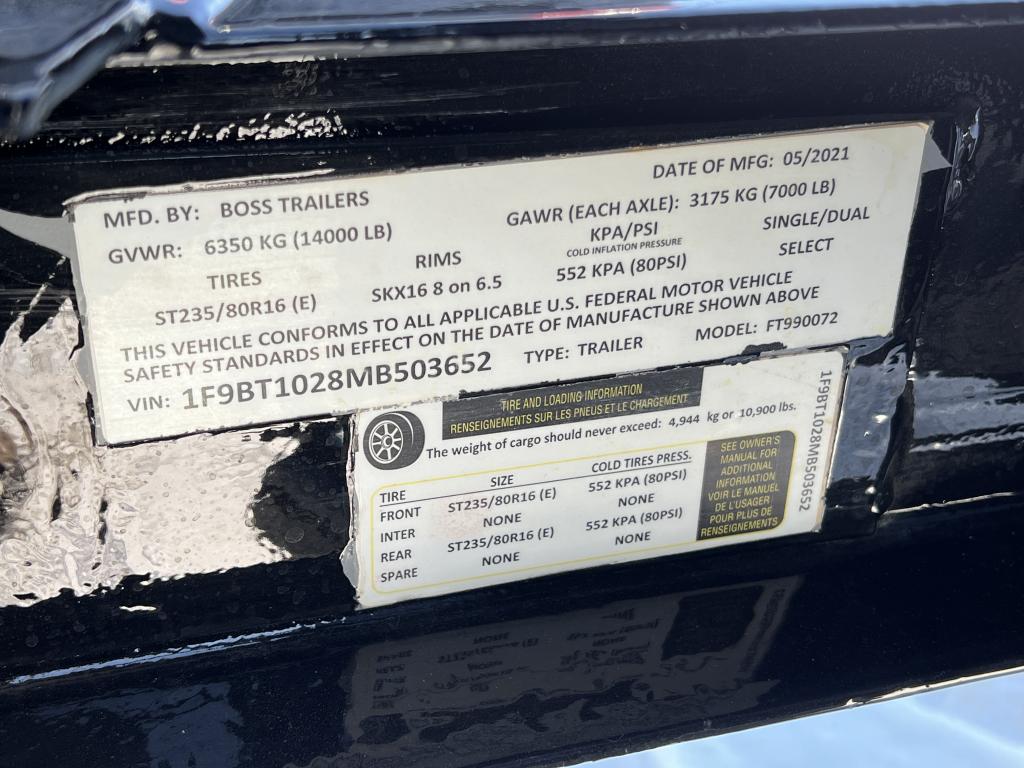 DATE OF MFG: 05/2021
MFD. BY: BOSS TRAILERS
GAWR (EACH AXLE): 3175 KG (7000 LB)
GVWR: 6350 KG (14000 LB)
KPA/PSI
SINGLE/DUAL
TIRES
RIMS
COLD INFLATION PRESSURE
SELECT
ST235/80R16 (E)
SKX16 8 on 6.5
552 KPA (80PSI)
THIS VEHICLE CONFORMS TO ALL APPLICABLE U.S. FEDERAL MOTOR VEHICLE
SAFETY STANDARDS IN EFFECT ON THE DATE OF MANUFACTURE SHOWN ABOVE
VIN: 1F9BT1028MB503652 TYPE: TRAILER MODEL: FT990072
TIRE AND LOADING INFORMATION
RENSEIGNEMENTS SUR LES PNEUS ET LE CHARGEMENT
The weight of cargo should never exceed: 4,944 kg or 10,900 lbs.
TIRE SIZE COLD TIRES PRESS.
FRONT ST235/80R16 (E) 552 KPA (80PSI)
INTER NONE NONE
REAR ST235/80R16 (E) 552 KPA (80PSI)
SPARE NONE NONE
SEE OWNER'S
MANUAL FOR
ADDITIONAL
INFORMATION
VOIR LE MANUEL
DE L'USAGER
POUR PLUS DE
RENSEIGNEMENTS
1F9BT1028MB503652